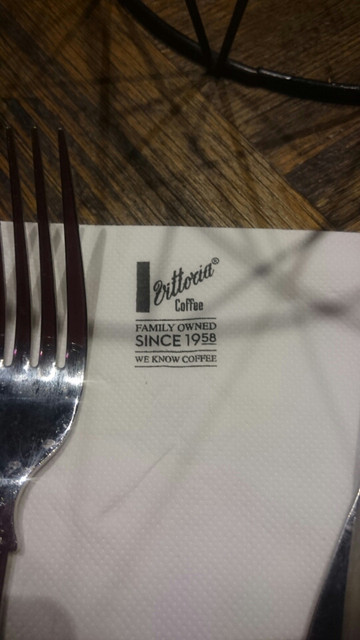 Vittoria®
Coffee
FAMILY OWNED
SINCE 1958
WE KNOW COFFEE